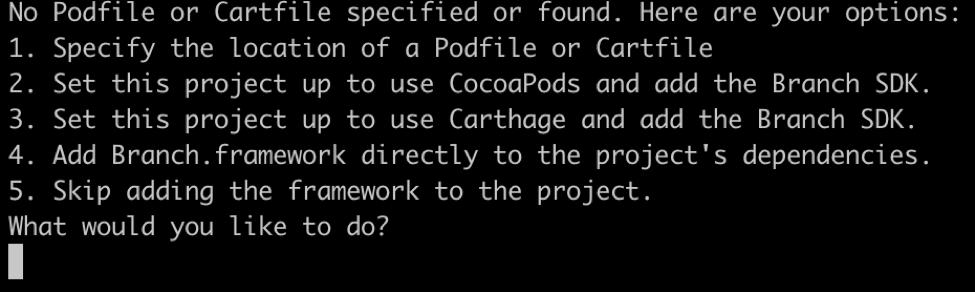 No Podfile or Cartfile specified or found. Here are your options:
1. Specify the location of a Podfile or Cartfile
2. Set this project up to use CocoaPods and add the Branch SDK.
3. Set this project up to use Carthage and add the Branch SDK.
4. Add Branch.framework directly to the project's dependencies.
5. Skip adding the framework to the project.
What would you like to do?